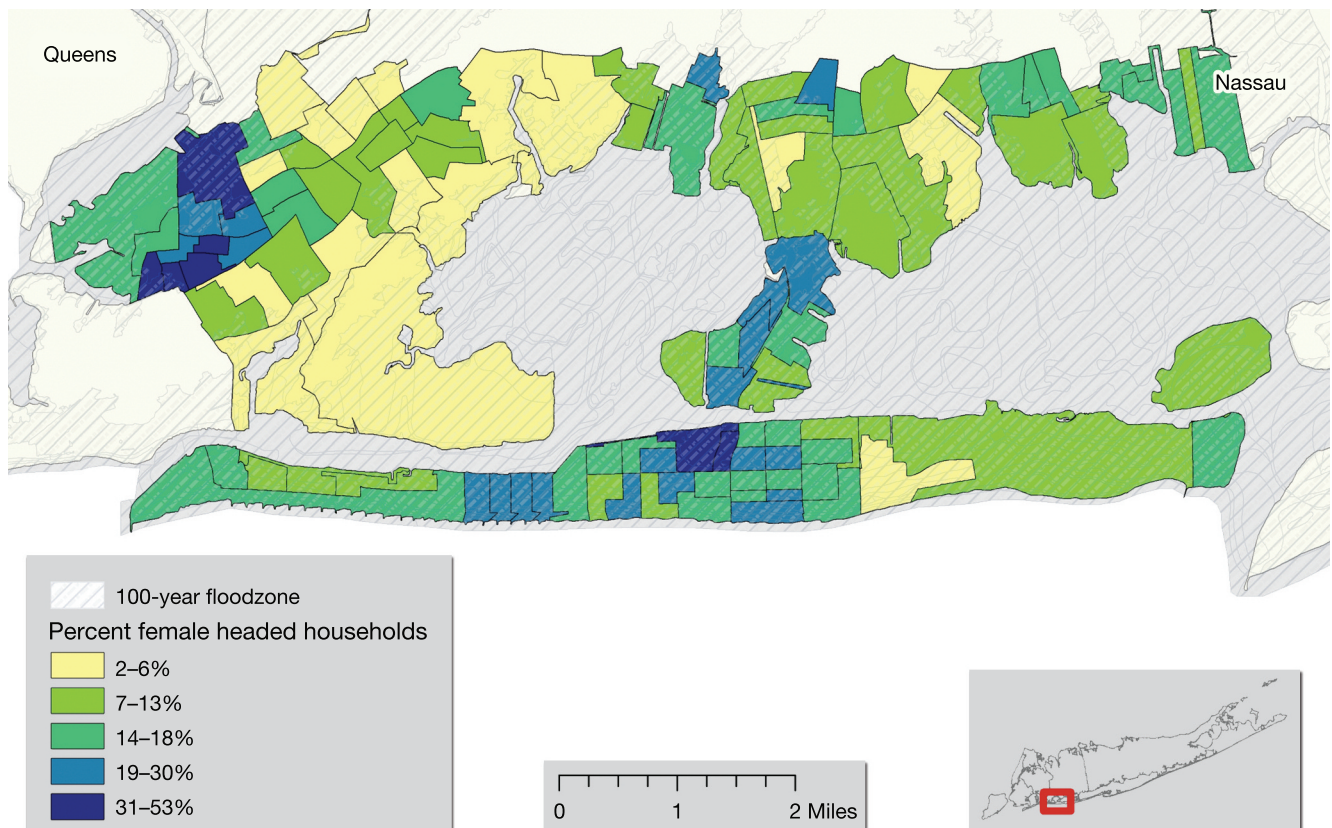 Queens
Nassau
100-year floodzone
Percent female headed households
2–6%
7–13%
14–18%
19–30%
31–53%
0 1 2 Miles